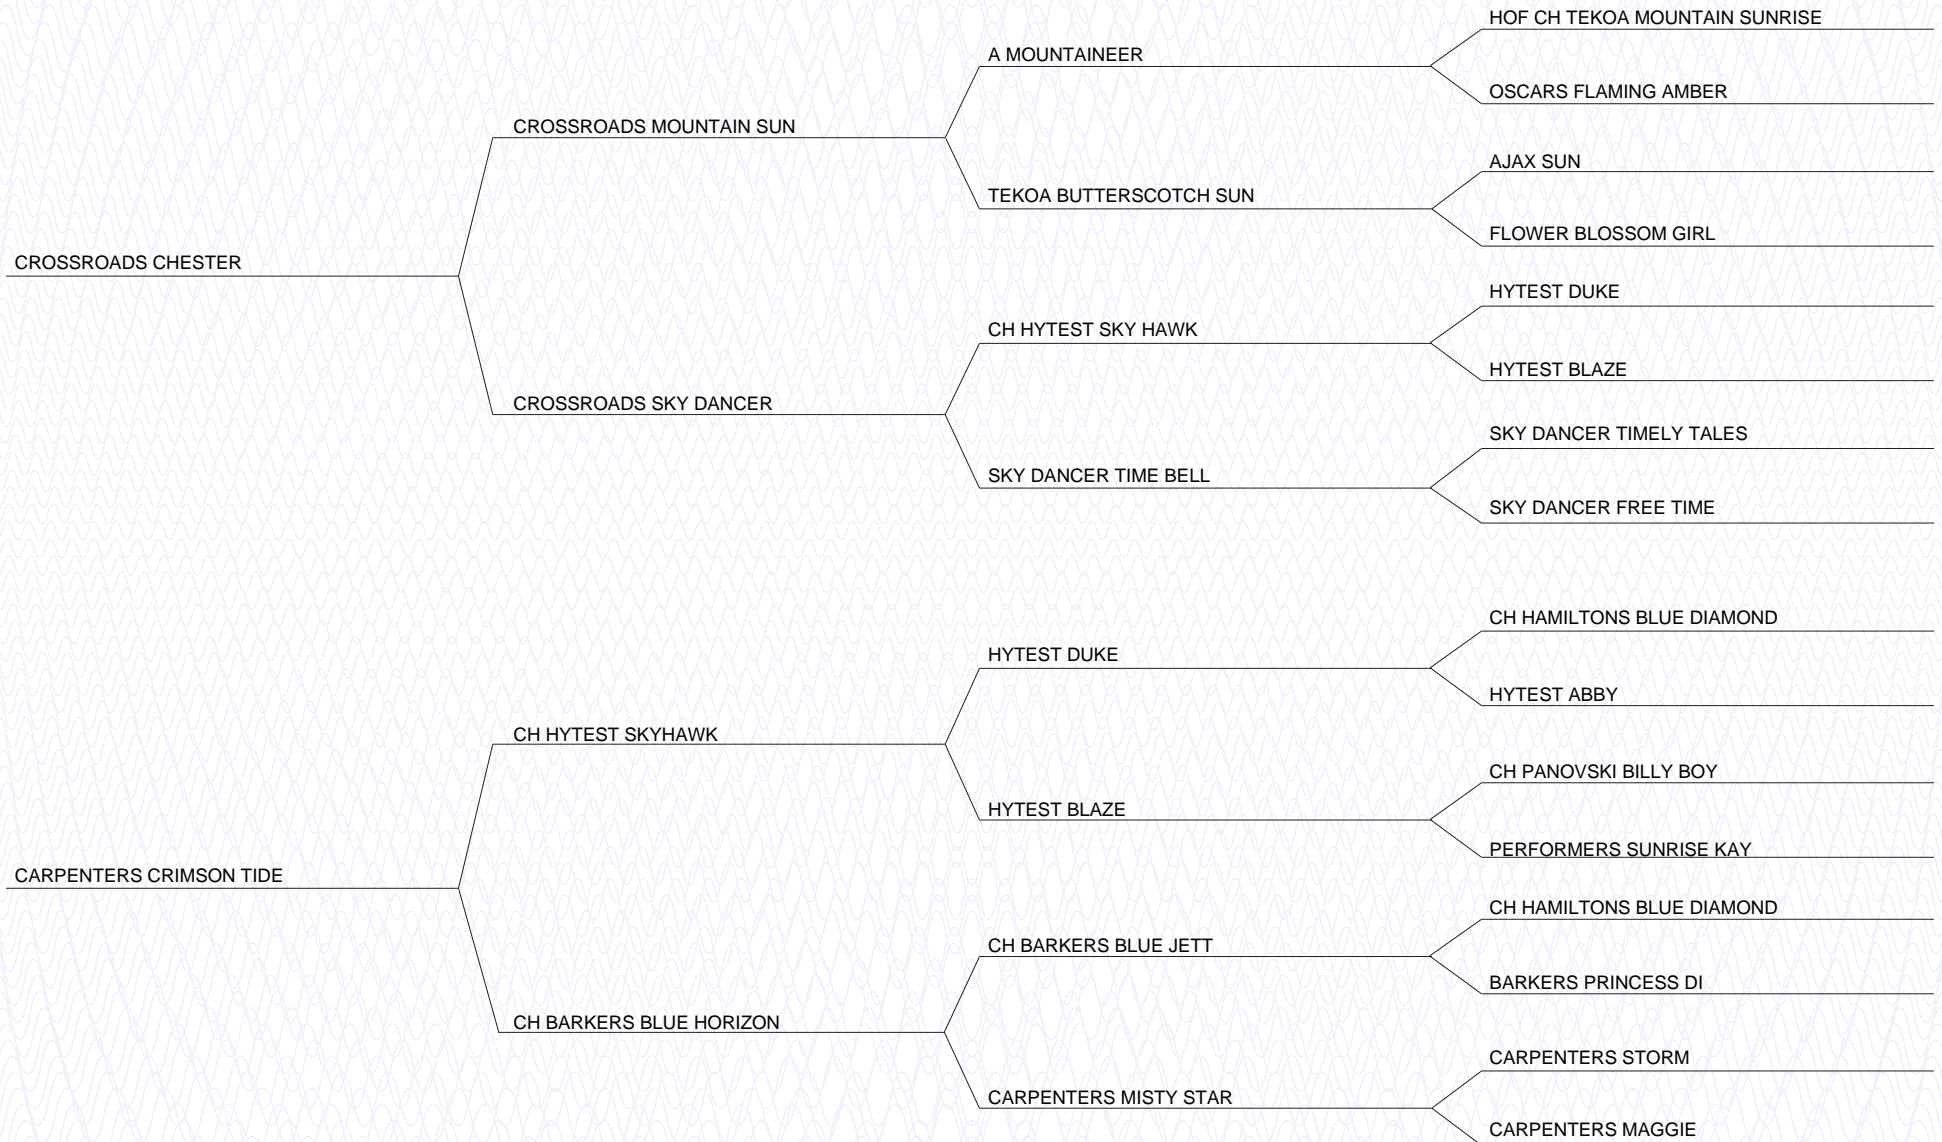 HOF CH TEKOA MOUNTAIN SUNRISE
A MOUNTAINEER
OSCARS FLAMING AMBER
CROSSROADS MOUNTAIN SUN
AJAX SUN
TEKOA BUTTERSCOTCH SUN
FLOWER BLOSSOM GIRL
CROSSROADS CHESTER
HYTEST DUKE
CH HYTEST SKY HAWK
HYTEST BLAZE
CROSSROADS SKY DANCER
SKY DANCER TIMELY TALES
SKY DANCER TIME BELL
SKY DANCER FREE TIME
CH HAMILTONS BLUE DIAMOND
HYTEST DUKE
HYTEST ABBY
CH HYTEST SKYHAWK
CH PANOVSKI BILLY BOY
HYTEST BLAZE
PERFORMERS SUNRISE KAY
CARPENTERS CRIMSON TIDE
CH HAMILTONS BLUE DIAMOND
CH BARKERS BLUE JETT
BARKERS PRINCESS DI
CH BARKERS BLUE HORIZON
CARPENTERS STORM
CARPENTERS MISTY STAR
CARPENTERS MAGGIE